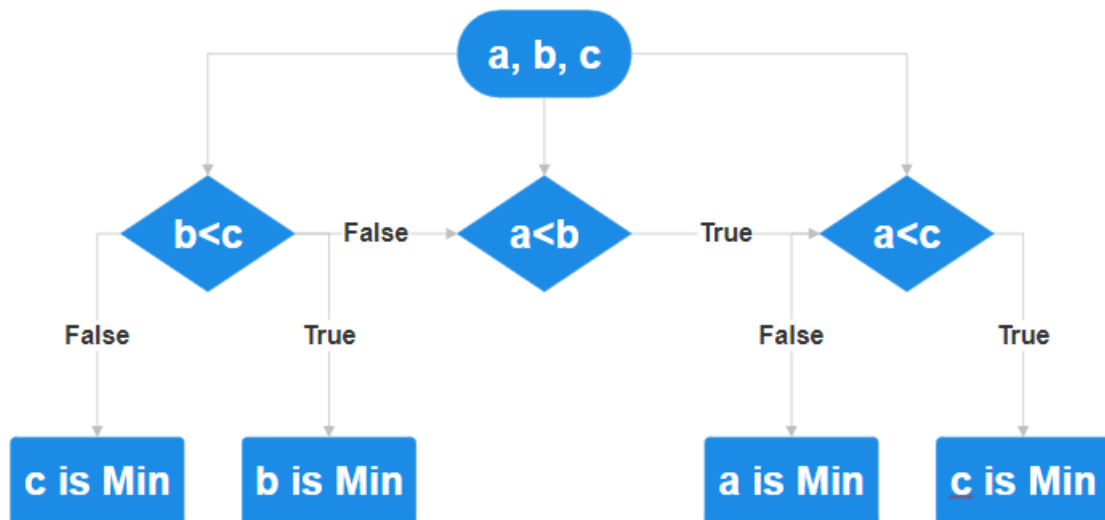 a, b, c
b<c
False
a<b
True
a<c
False
True
False
True
c is Min
b is Min
a is Min
c is Min